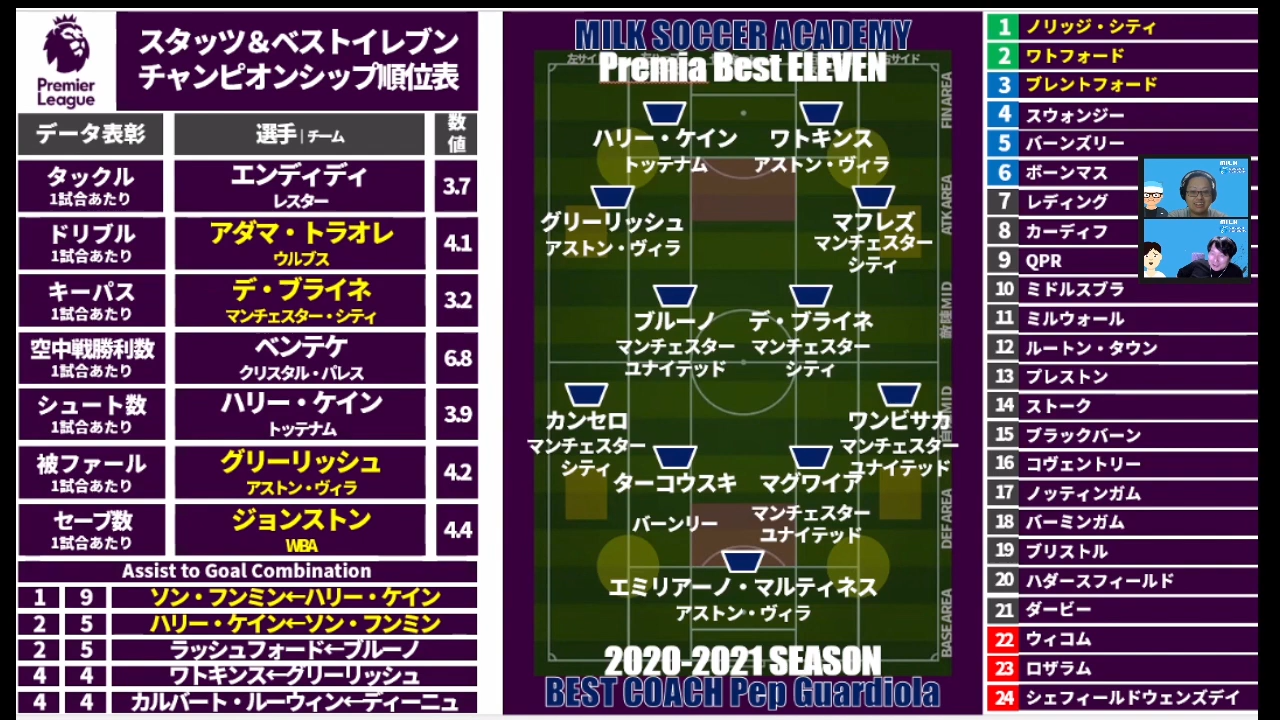 Premier
League
スタッツ＆ベストイレブン
チャンピオンシップ順位表
データ表彰
選手 | チーム
数
値
タックル
1試合あたり
エンディディ
レスター
3.7
ドリブル
1試合あたり
アダマ・トラオレ
ウルブス
4.1
キーパス
1試合あたり
デ・ブライネ
マンチェスター・シティ
3.2
空中戦勝利数
1試合あたり
ベンテケ
クリスタル・パレス
6.8
シュート数
1試合あたり
ハリー・ケイン
トッテナム
3.9
被ファール
1試合あたり
グリーリッシュ
アストン・ヴィラ
4.2
セーブ数
1試合あたり
ジョンストン
WBA
4.4
Assist to Goal Combination
1 9 ソン・フンミン←ハリー・ケイン
2 5 ハリー・ケイン←ソン・フンミン
2 5 ラッシュフォード←ブルーノ
4 4 ワトキンス←グリーリッシュ
4 4 カルバート・ルーウィン←ディーニュ
MILK SOCCER ACADEMY
Premia Best ELEVEN
ハリー・ケイン
トッテナム
ワトキンス
アストン・ヴィラ
グリーリッシュ
アストン・ヴィラ
マフレズ
マンチェスター
シティ
ブルーノ
マンチェスター
ユナイテッド
デ・ブライネ
マンチェスター
シティ
カンセロ
マンチェスター
シティ
ワンビサカ
マンチェスター
ユナイテッド
ターコウスキ
バーンリー
マグワイア
マンチェスター
ユナイテッド
エミリアーノ・マルティネス
アストン・ヴィラ
FIN AREA
ATK AREA
敵陣 MID
DEF AREA
BASE AREA
2020-2021 SEASON
BEST COACH Pep Guardiola
1 ノリッジ・シティ
2 ワトフォード
3 ブレントフォード
4 スウォンジー
5 バーンズリー
6 ボーンマス
7 レディング
8 カーディフ
9 QPR
10 ミドルスブラ
11 ミルウォール
12 ルートン・タウン
13 プレストン
14 ストーク
15 ブラックバーン
16 コヴェントリー
17 ノッティンガム
18 バーミンガム
19 ブリストル
20 ハダースフィールド
21 ダービー
22 ウィコム
23 ロザラム
24 シェフィールドウェンズデイ